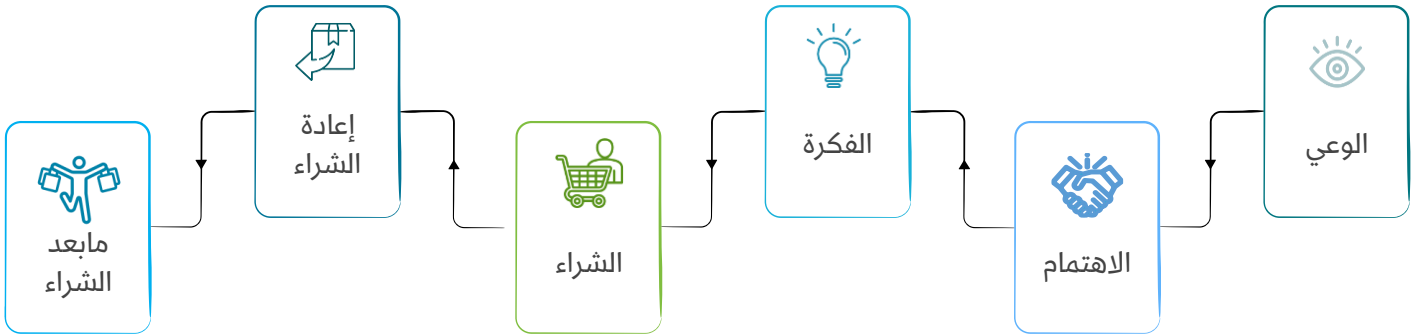 الوعي
الاهتمام
الفكرة
الشراء
إعادة
الشراء
مابعد
الشراء